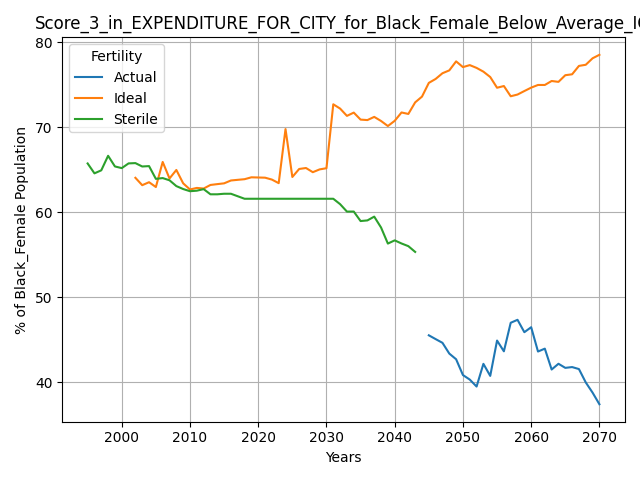 Score_3_in_EXPENDITURE_FOR_CITY_for_Black_Female_Below_Average_I
Fertility
Actual
Ideal
Sterile
% of Black_Female Population
80
70
60
50
40
2000 2010 2020 2030 2040 2050 2060 2070
Years